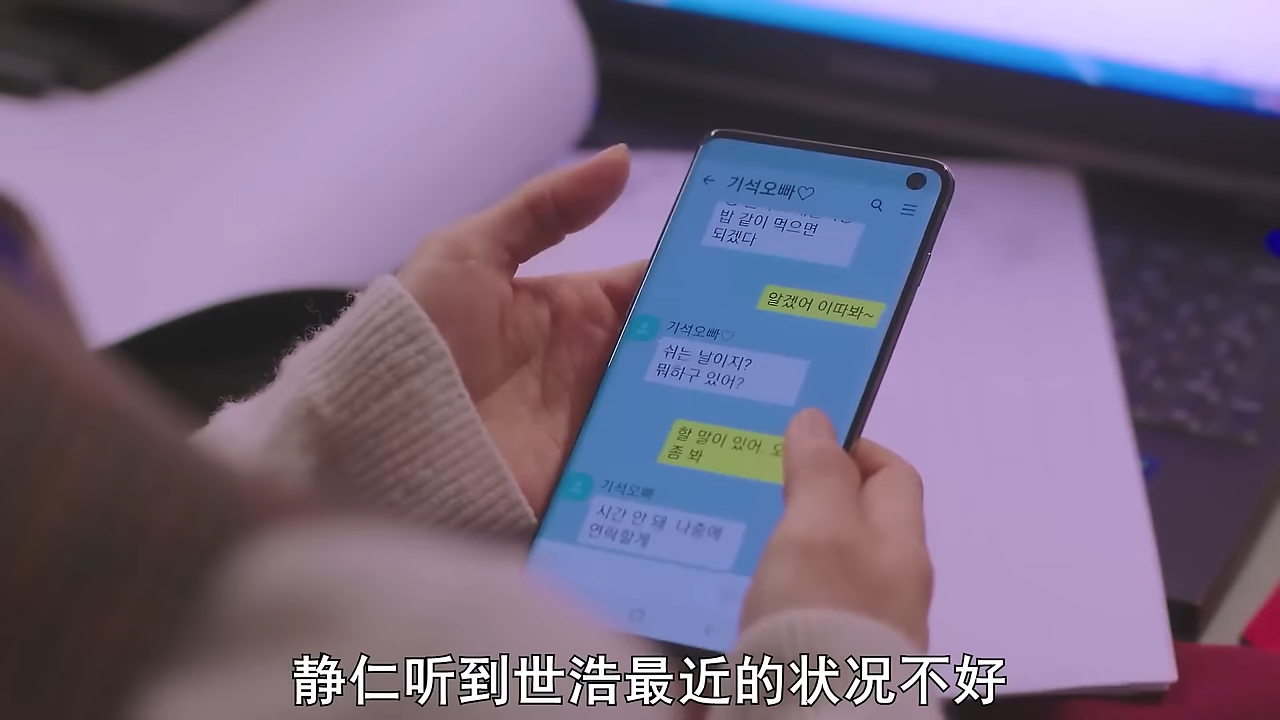 기석오빠♡
밥 같이 먹으면
되겠다
알겠어 이따봐~
기석오빠♡
쉬는 날이지?
뭐하구 있어?
할 말이 있어.
좀 봐
기석오빠
시간 안 돼. 나중에
연락할게
静仁听到世浩最近的状况不好